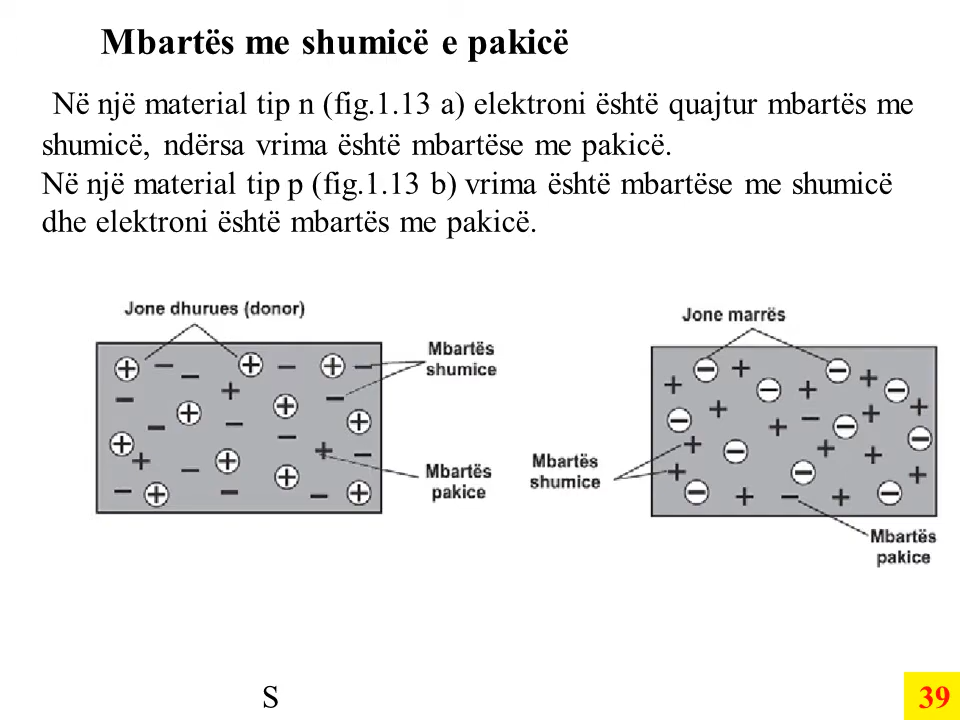 Mbartës me shumicë e pakicë
Në një material tip n (fig.1.13 a) elektroni është quajtur mbartës me
shumicë, ndërsa vrima është mbartëse me pakicë.
Në një material tip p (fig.1.13 b) vrima është mbartëse me shumicë
dhe elektroni është mbartës me pakicë.
Jone dhurues (donor)
Mbartës
shumice
Mbartës
pakice
Jone marrës
Mbartës
shumice
Mbartës
pakice
S
39